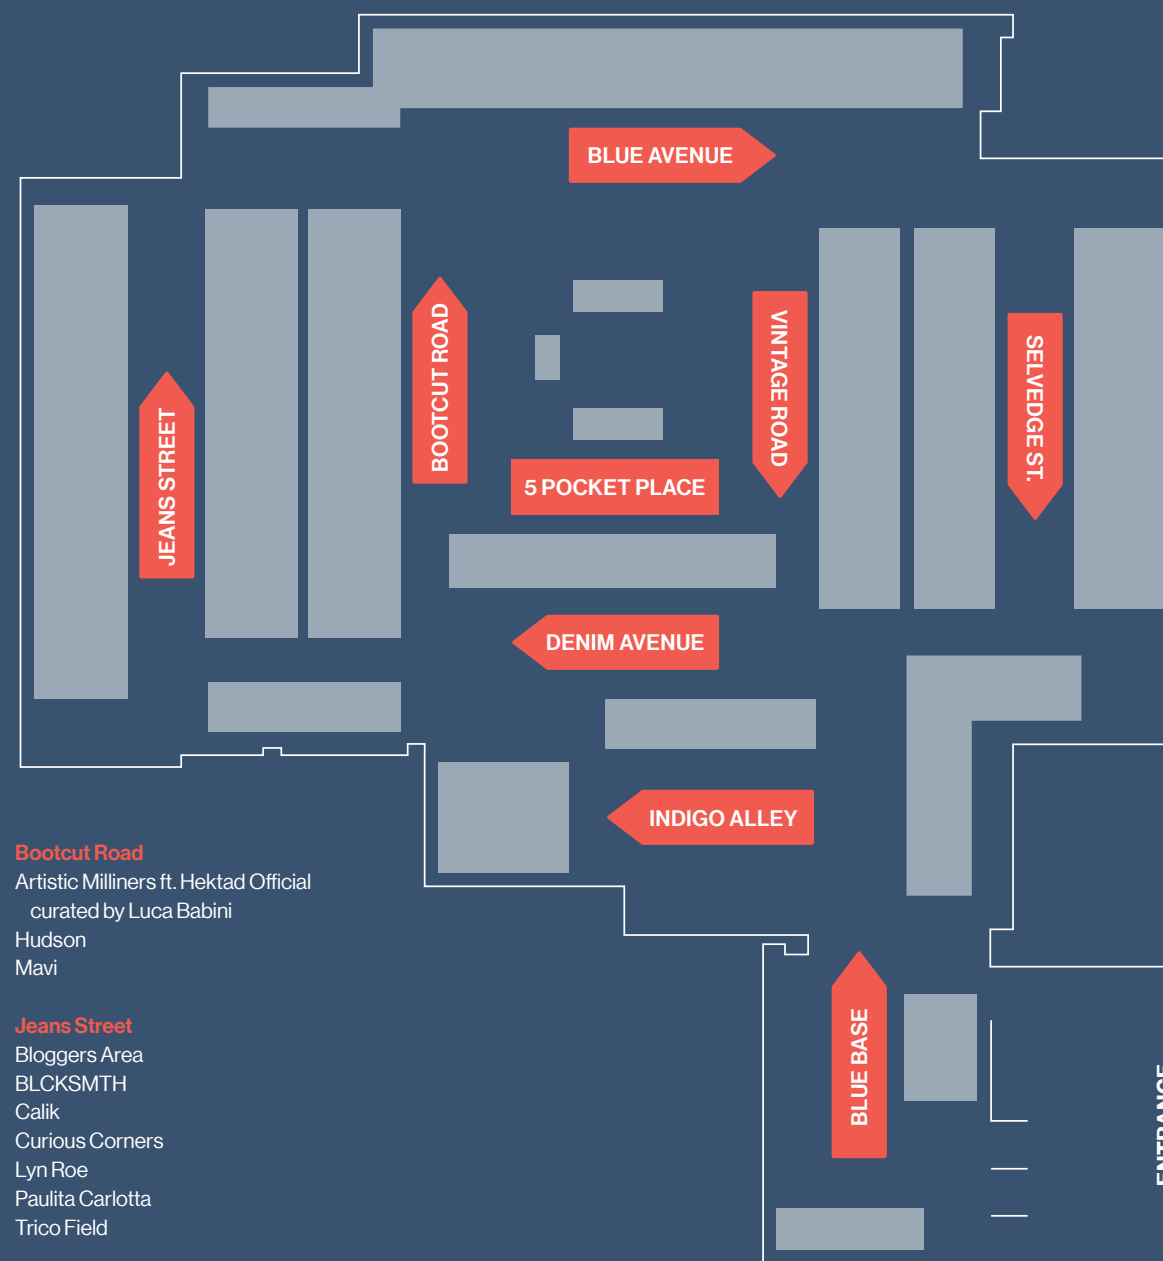 BLUE AVENUE
BOOTCUT ROAD
VINTAGE ROAD
SELVEDGE ST.
JEANS STREET
5 POCKET PLACE
DENIM AVENUE
INDIGO ALLEY
Bootcut Road
Artistic Milliners ft. Hektad Official
curated by Luca Babini
Hudson
Mavi
Jeans Street
Bloggers Area
BLCKSMTH
Calik
Curious Corners
Lyn Roe
Paulita Carlotta
Trico Field
BLUE BASE
ENTRANCE